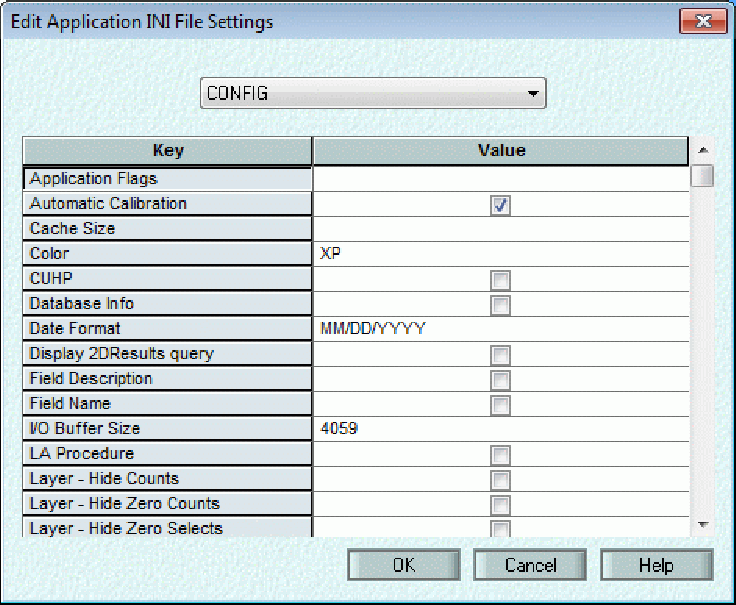 Edit Application INI File Settings
CONFIG
Key Value
Application Flags
Automatic Calibration
Cache Size
Color XP
CUHP
Database Info
Date Format MM/DD/YYYY
Display 2DResults query
Field Description
Field Name
I/O Buffer Size 4059
LA Procedure
Layer - Hide Counts
Layer - Hide Zero Counts
Layer - Hide Zero Selects
OK Cancel Help